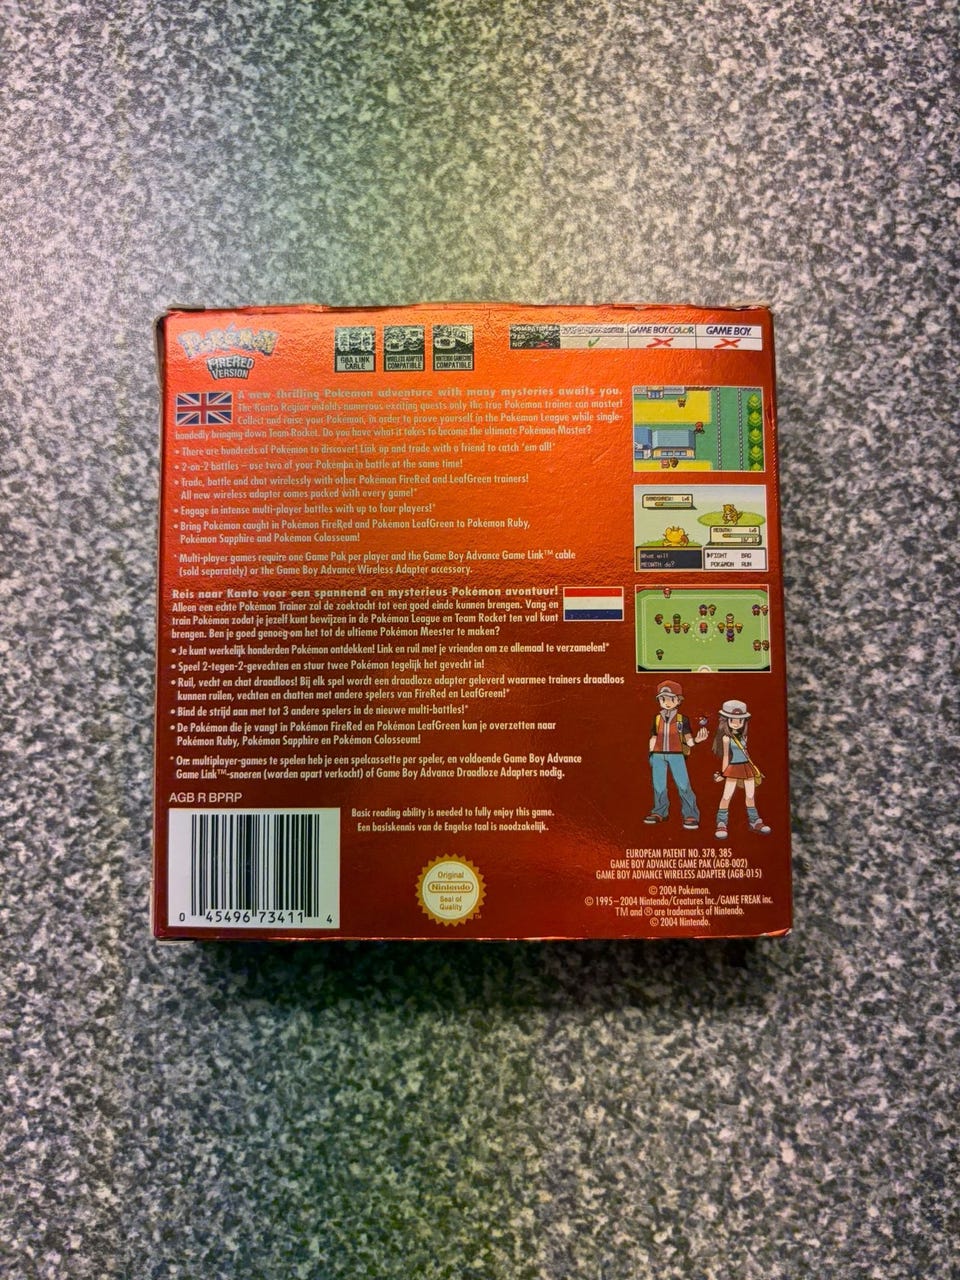 POKéMON
FIRERED
VERSION
GBA LINK
CABLE
WIRELESS ADAPTER
COMPATIBLE
NINTENDO GAMECUBE
COMPATIBLE
COMPATIBLE
GAME BOY COLOR
GAME BOY
A new thrilling Pokémon adventure with many mysteries awaits you.
The Kanto Region unfolds numerous exciting quests only the true Pokémon trainer can master!
Collect and raise your Pokémon, in order to prove yourself in the Pokémon League while single-
handedly bringing down Team Rocket. Do you have what it takes to become the ultimate Pokémon Master?
• There are hundreds of Pokémon to discover! Link up and trade with a friend to catch 'em all!*
• 2-on-2 battles – use two of your Pokémon in battle at the same time!
• Trade, battle and chat wirelessly with other Pokémon FireRed and LeafGreen trainers!
All new wireless adapter comes packed with every game!*
• Engage in intense multi-player battles with up to four players!*
• Bring Pokémon caught in Pokémon FireRed and Pokémon LeafGreen to Pokémon Ruby,
Pokémon Sapphire and Pokémon Colosseum!
* Multi-player games require one Game Pak per player and the Game Boy Advance Game Link™ cable
(sold separately) or the Game Boy Advance Wireless Adapter accessory.
SANDSHREW Lv6
MEOWTH Lv6
What will
MEOWTH do?
FIGHT BAG
POKéMON RUN
Reis naar Kanto voor een spannend en mysterieus Pokémon avontuur!
Alleen een echte Pokémon Trainer zal de zoektocht tot een goed einde kunnen brengen. Vang en
train Pokémon zodat je jezelf kunt bewijzen in de Pokémon League en Team Rocket ten val kunt
brengen. Ben je goed genoeg om het tot de ultieme Pokémon Meester te maken?
• Je kunt werkelijk honderden Pokémon ontdekken! Link en ruil met je vrienden om ze allemaal te verzamelen!*
• Speel 2-tegen-2-gevechten en stuur twee Pokémon tegelijk het gevecht in!
• Ruil, vecht en chat draadloos! Bij elk spel wordt een draadloze adapter geleverd waarmee trainers draadloos
kunnen ruilen, vechten en chatten met andere spelers van FireRed en LeafGreen!*
• Bind de strijd aan met tot 3 andere spelers in de nieuwe multi-battles!*
• De Pokémon die je vangt in Pokémon FireRed en Pokémon LeafGreen kun je overzetten naar
Pokémon Ruby, Pokémon Sapphire en Pokémon Colosseum!
* Om multiplayer-games te spelen heb je een spelcassette per speler, en voldoende Game Boy Advance
Game Link™-snoeren (worden apart verkocht) of Game Boy Advance Draadloze Adapters nodig.
AGB R BPRP
Basic reading ability is needed to fully enjoy this game.
Een basiskennis van de Engelse taal is noodzakelijk.
0 45496 73411 4
Original
Nintendo
Seal of
Quality
TM
EUROPEAN PATENT NO. 378, 385
GAME BOY ADVANCE GAME PAK (AGB-002)
GAME BOY ADVANCE WIRELESS ADAPTER (AGB-015)
© 2004 Pokémon.
© 1995–2004 Nintendo/Creatures Inc./GAME FREAK inc.
TM and ® are trademarks of Nintendo.
© 2004 Nintendo.